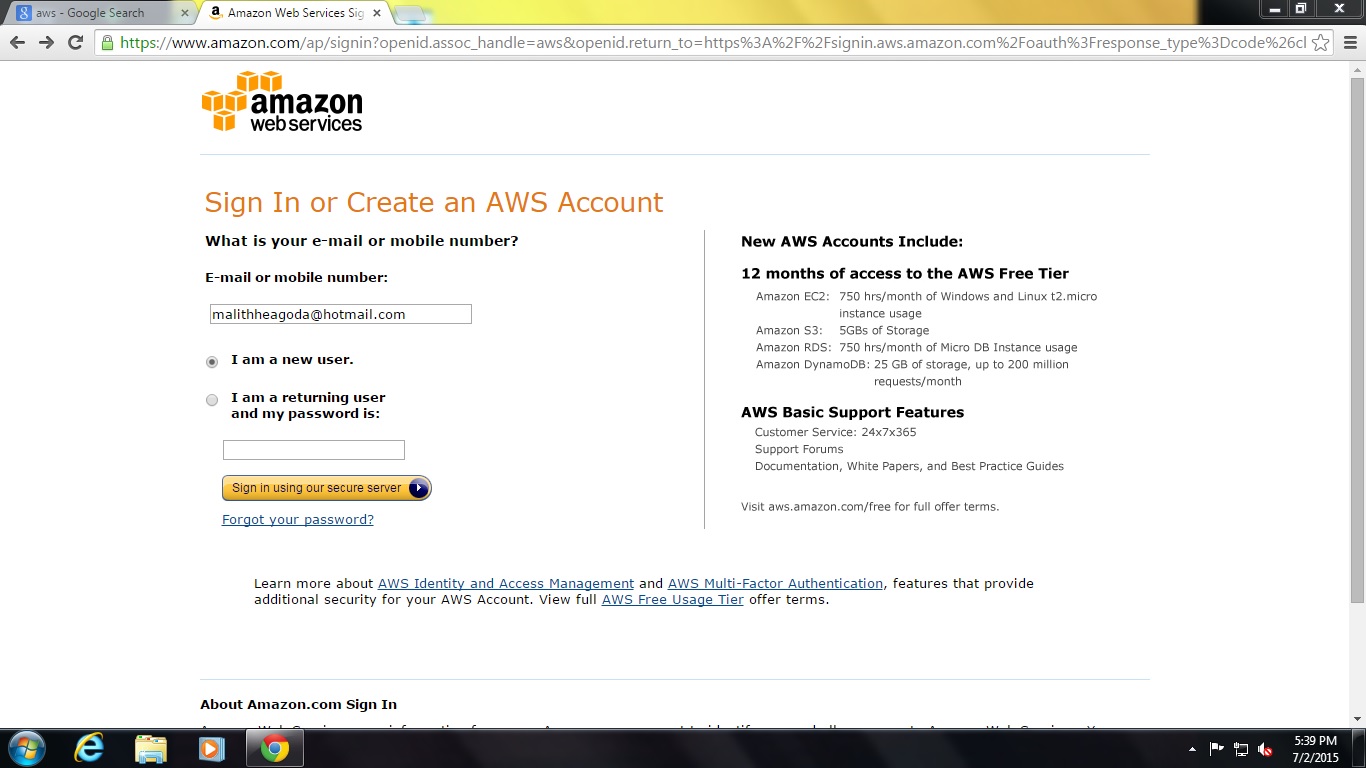 aws - Google Search
Amazon Web Services Sig
https://www.amazon.com/ap/signin?openid.assoc_handle=aws&openid.return_to=https%3A%2F%2Fsignin.aws.amazon.com%2Foauth%3Fresponse_type%3Dcode%26cl
amazon
web services
Sign In or Create an AWS Account
What is your e-mail or mobile number?
E-mail or mobile number:
malithheagoda@hotmail.com
I am a new user.
I am a returning user
and my password is:
Sign in using our secure server
Forgot your password?
New AWS Accounts Include:
12 months of access to the AWS Free Tier
Amazon EC2: 750 hrs/month of Windows and Linux t2.micro
instance usage
Amazon S3: 5GBs of Storage
Amazon RDS: 750 hrs/month of Micro DB Instance usage
Amazon DynamoDB: 25 GB of storage, up to 200 million
requests/month
AWS Basic Support Features
Customer Service: 24x7x365
Support Forums
Documentation, White Papers, and Best Practice Guides
Visit aws.amazon.com/free for full offer terms.
Learn more about AWS Identity and Access Management and AWS Multi-Factor Authentication, features that provide
additional security for your AWS Account. View full AWS Free Usage Tier offer terms.
About Amazon.com Sign In
5:39 PM
7/2/2015